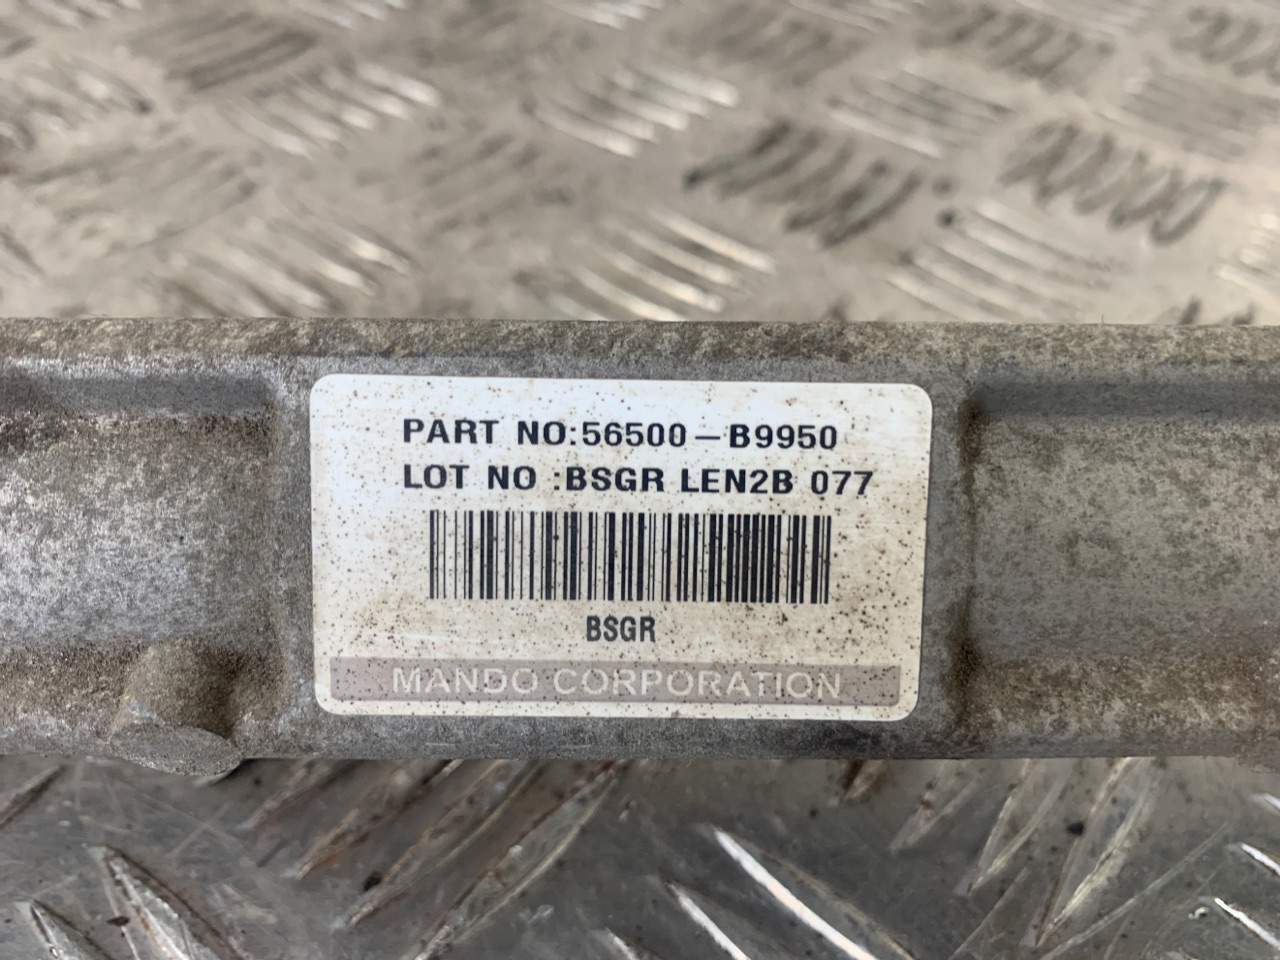 PART NO:56500-B9950
LOT NO :BSGR LEN2B 077
BSGR
MANDO CORPORATION